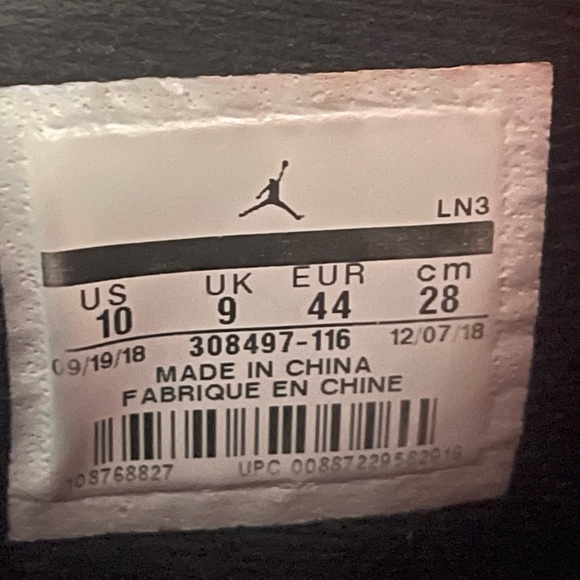 LN3
US UK EUR cm
10 9 44 28
09/19/18 308497-116 12/07/18
MADE IN CHINA
FABRIQUE EN CHINE
108768827 UPC